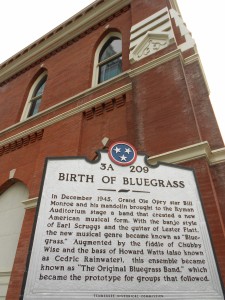 3A 209
BIRTH OF BLUEGRASS
In December 1945, Grand Ole Opry star Bill
Monroe and his mandolin brought to the Ryman
Auditorium stage a band that created a new
American musical form. With the banjo style
of Earl Scruggs and the guitar of Lester Flatt,
the new musical genre became known as "Blue-
grass." Augmented by the fiddle of Chubby
Wise and the bass of Howard Watts (also known
as Cedric Rainwater), this ensemble became
known as "The Original Bluegrass Band," which
became the prototype for groups that followed.
TENNESSEE HISTORICAL COMMISSION